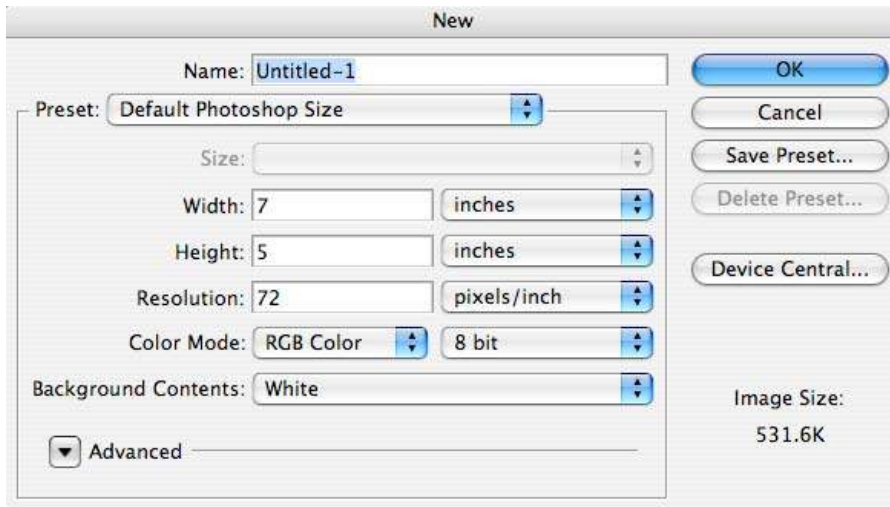 New
Name: Untitled-1
OK
Preset: Default Photoshop Size
Cancel
Size:
Save Preset...
Width: 7 inches
Delete Preset...
Height: 5 inches
Device Central...
Resolution: 72 pixels/inch
Color Mode: RGB Color 8 bit
Background Contents: White
Image Size:
531.6K
Advanced